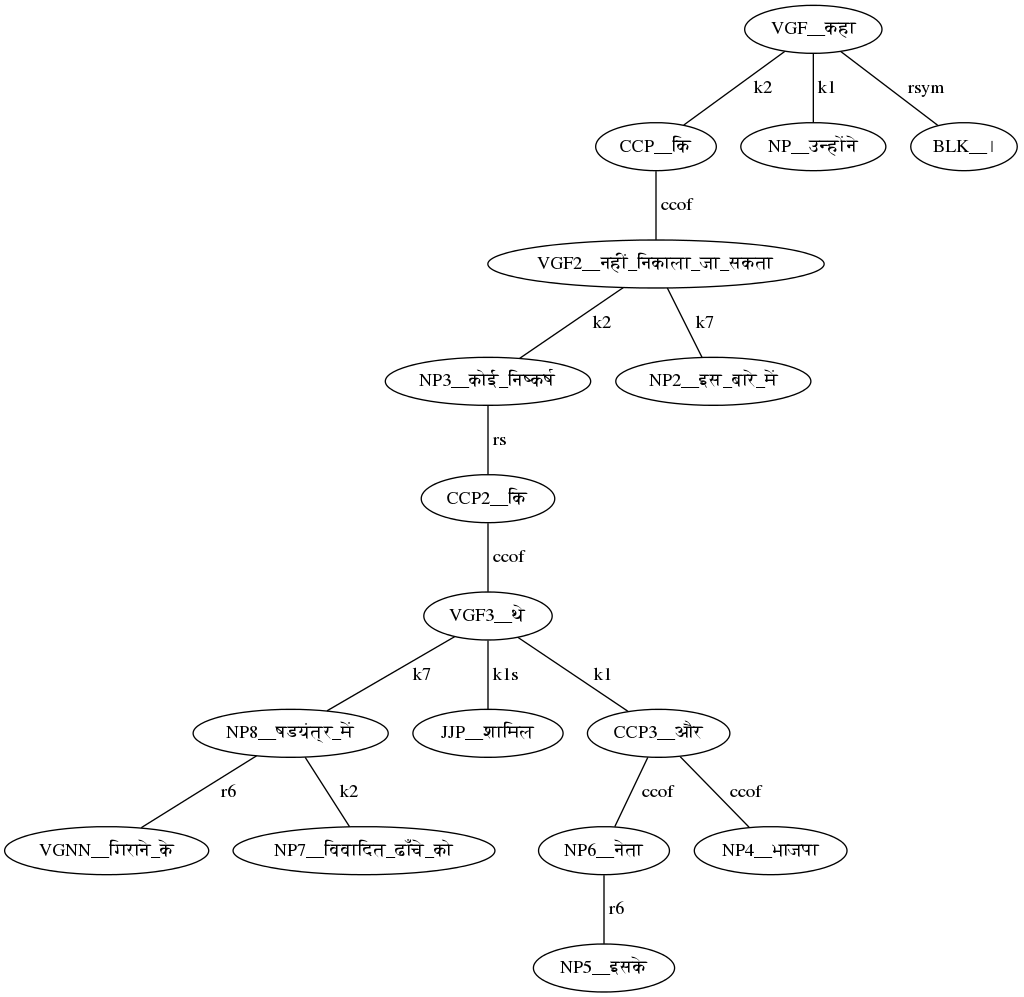 VGF__कहा
k2
k1
rsym
CCP__कि
NP__उन्होंने
BLK__।
ccof
VGF2__नहीं_निकाला_जा_सकता
k2
k7
NP3__कोई_निष्कर्ष
NP2__इस_बारे_में
rs
CCP2__कि
ccof
VGF3__थे
k7
k1s
k1
NP8__षडयंत्र_में
JJP__शामिल
CCP3__और
r6
k2
ccof
ccof
VGNN__गिराने_के
NP7__विवादित_ढाँचे_को
NP6__नेता
NP4__भाजपा
r6
NP5__इसके